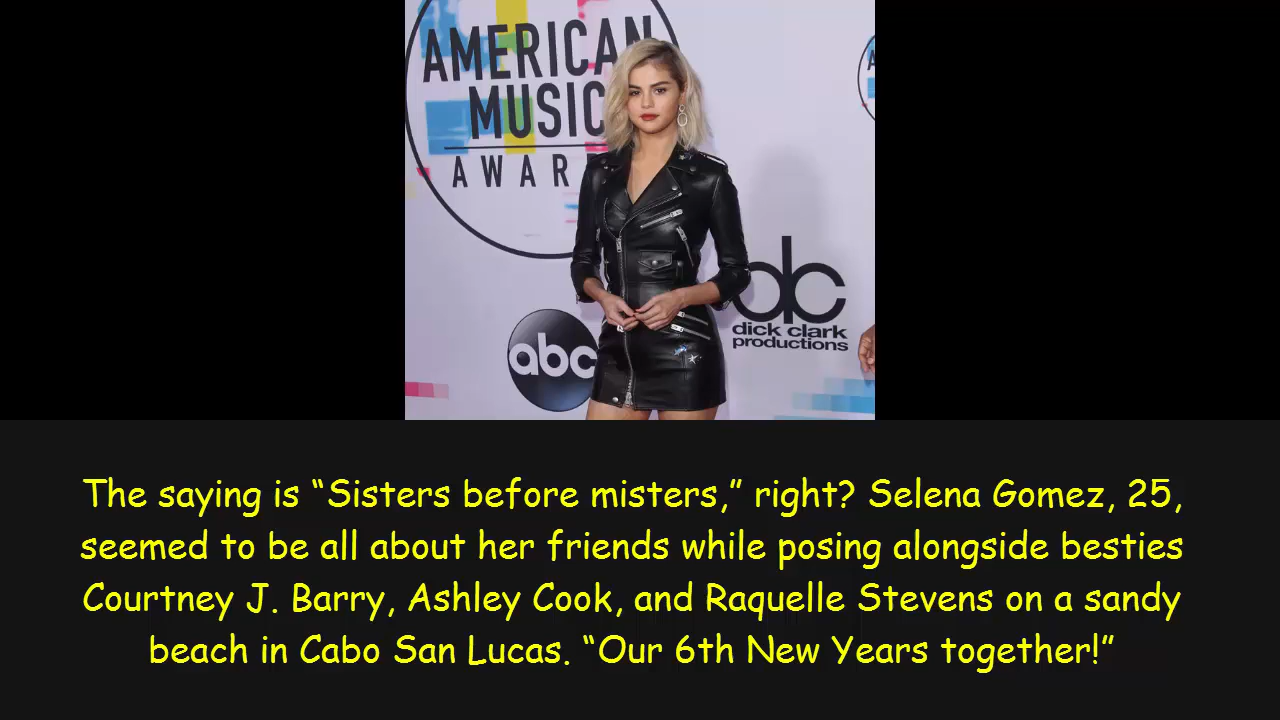 AMERICAN
MUSIC
AWAR
abc
dc
dick clark
productions
The saying is “Sisters before misters,” right? Selena Gomez, 25,
seemed to be all about her friends while posing alongside besties
Courtney J. Barry, Ashley Cook, and Raquelle Stevens on a sandy
beach in Cabo San Lucas. “Our 6th New Years together!”